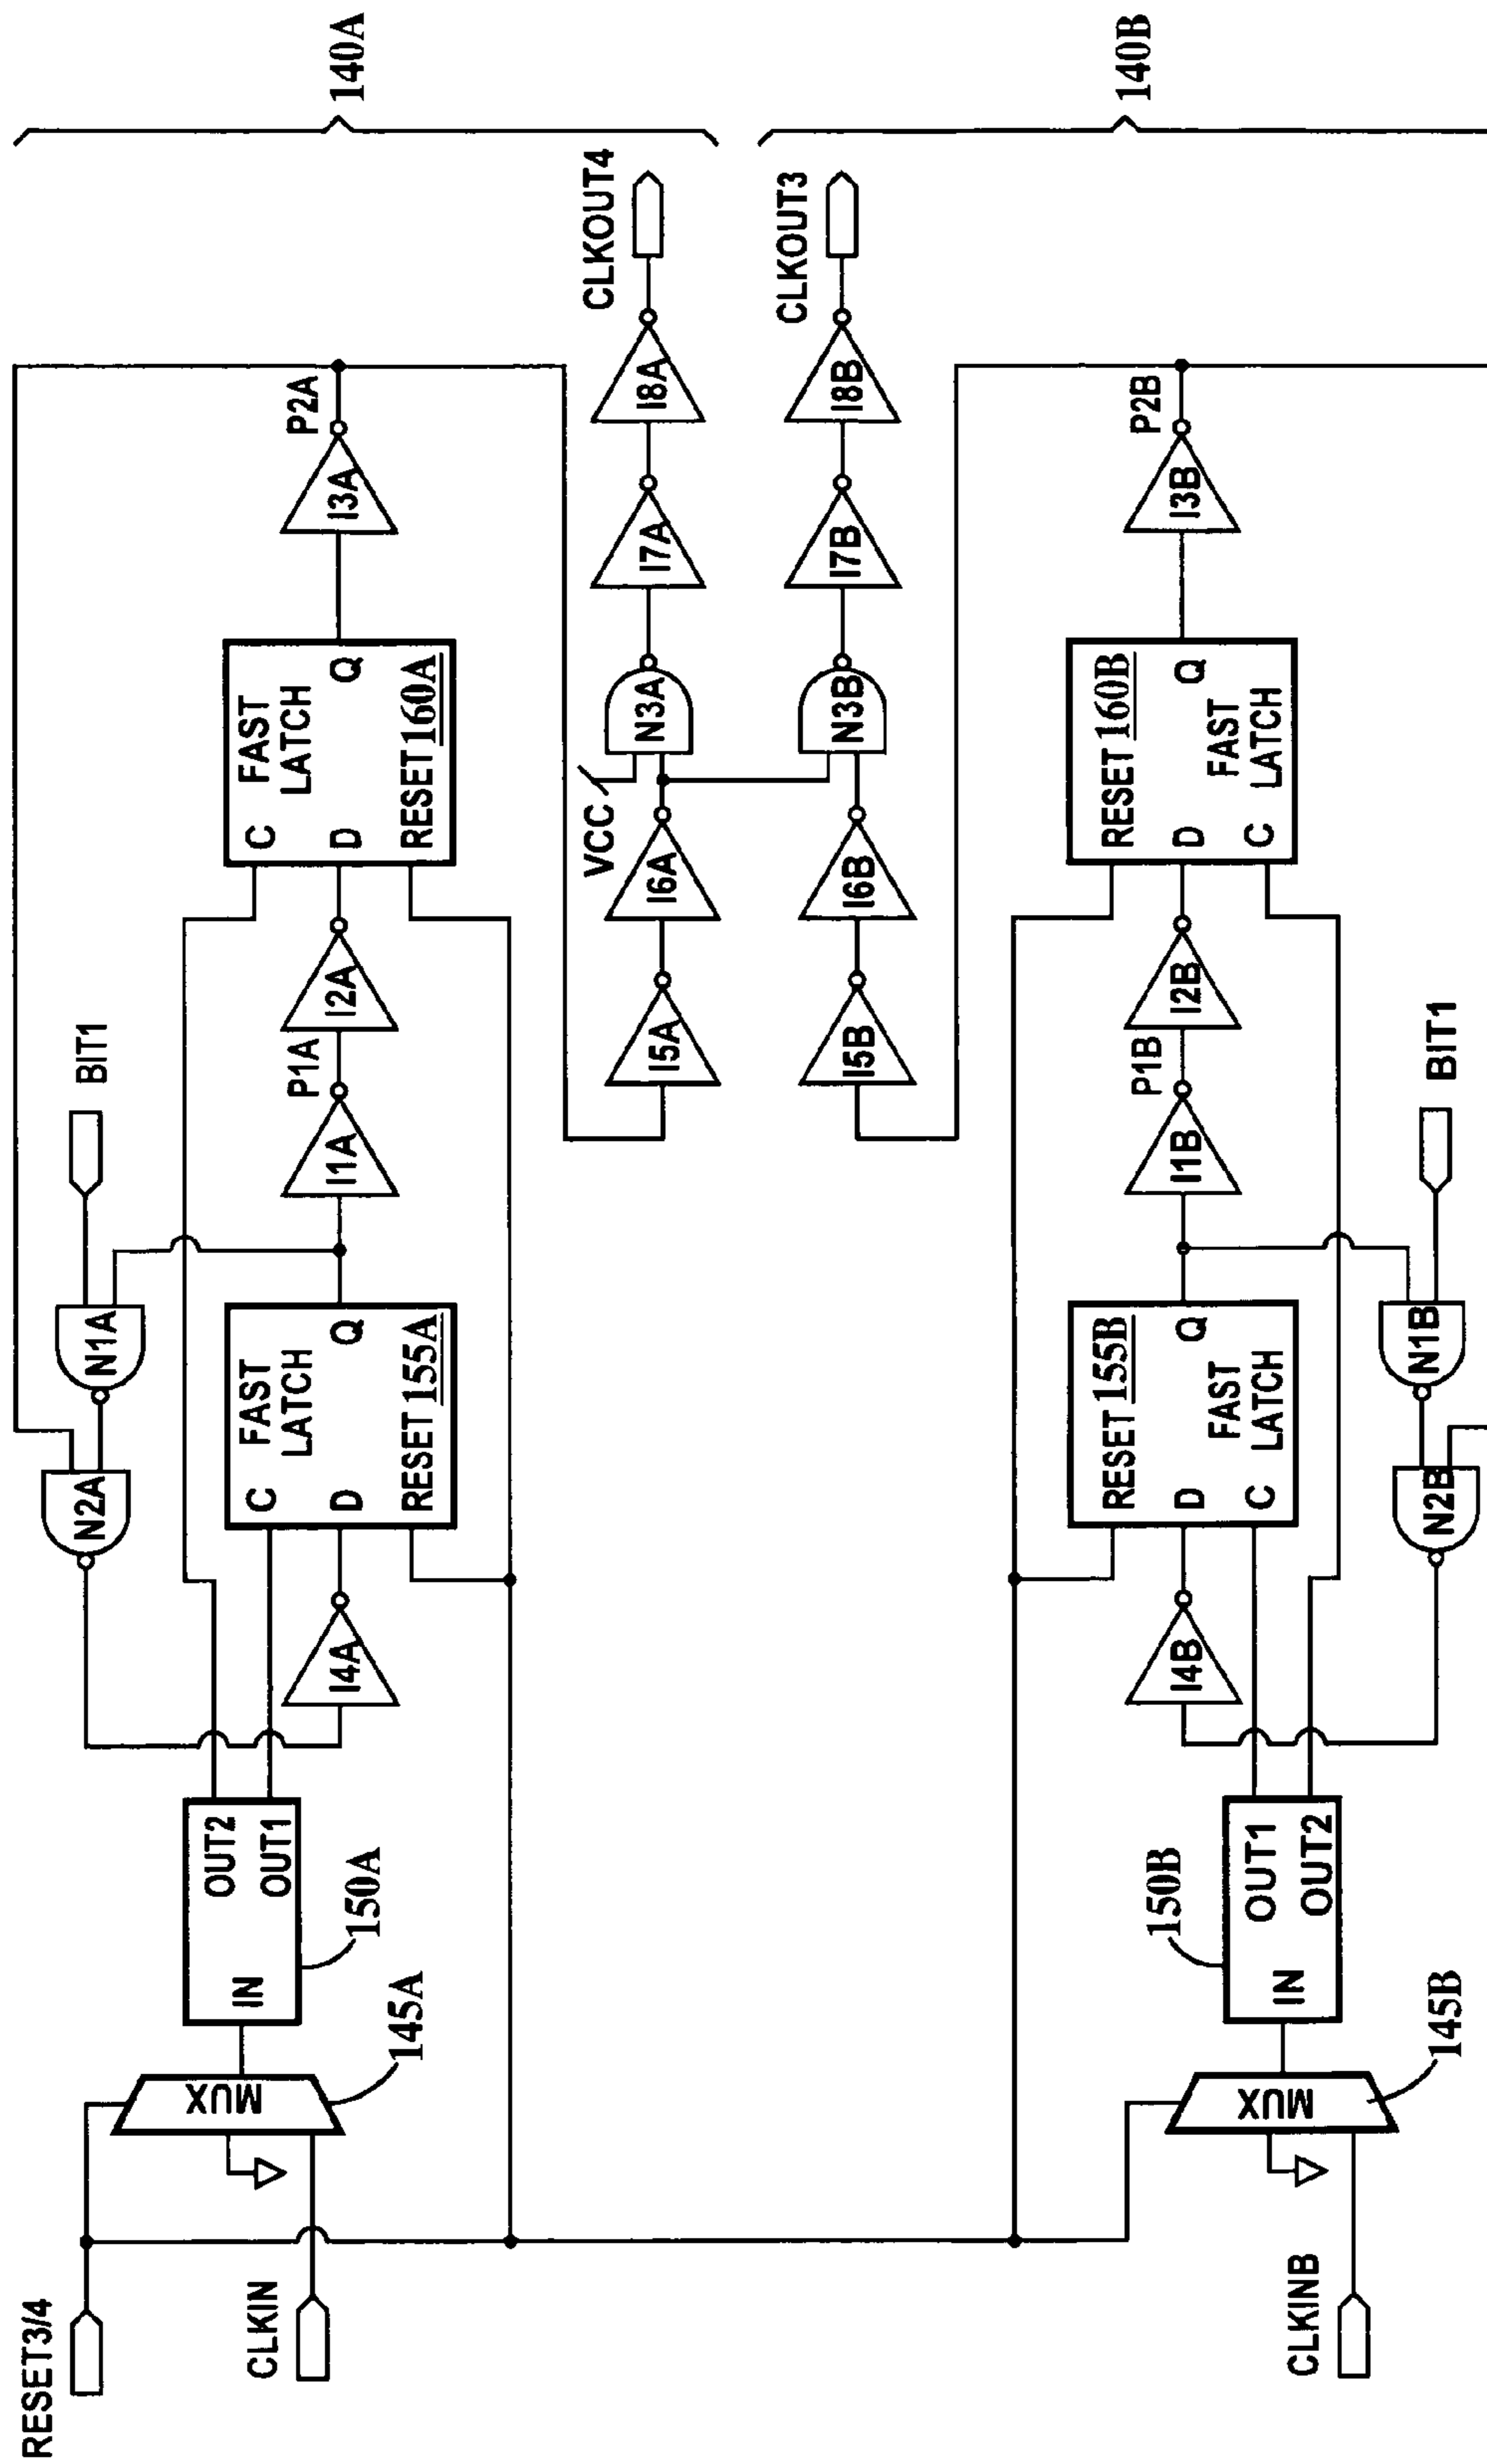 RESET3/4
CLKIN
MUX
145A
IN
OUT2
OUT1
150A
I4A
N2A
N1A
BIT1
FAST
LATCH
C
D
Q
RESET 155A
I1A
P1A
I2A
FAST
LATCH
C
D
Q
RESET 160A
I3A
P2A
140A
VCC
I5A
I6A
N3A
I7A
I8A
CLKOUT4
I5B
I6B
N3B
I7B
I8B
CLKOUT3
140B
CLKINB
MUX
145B
IN
OUT1
OUT2
150B
I4B
N2B
N1B
BIT1
RESET 155B
D
Q
C
FAST
LATCH
I1B
P1B
I2B
RESET 160B
D
Q
C
FAST
LATCH
I3B
P2B